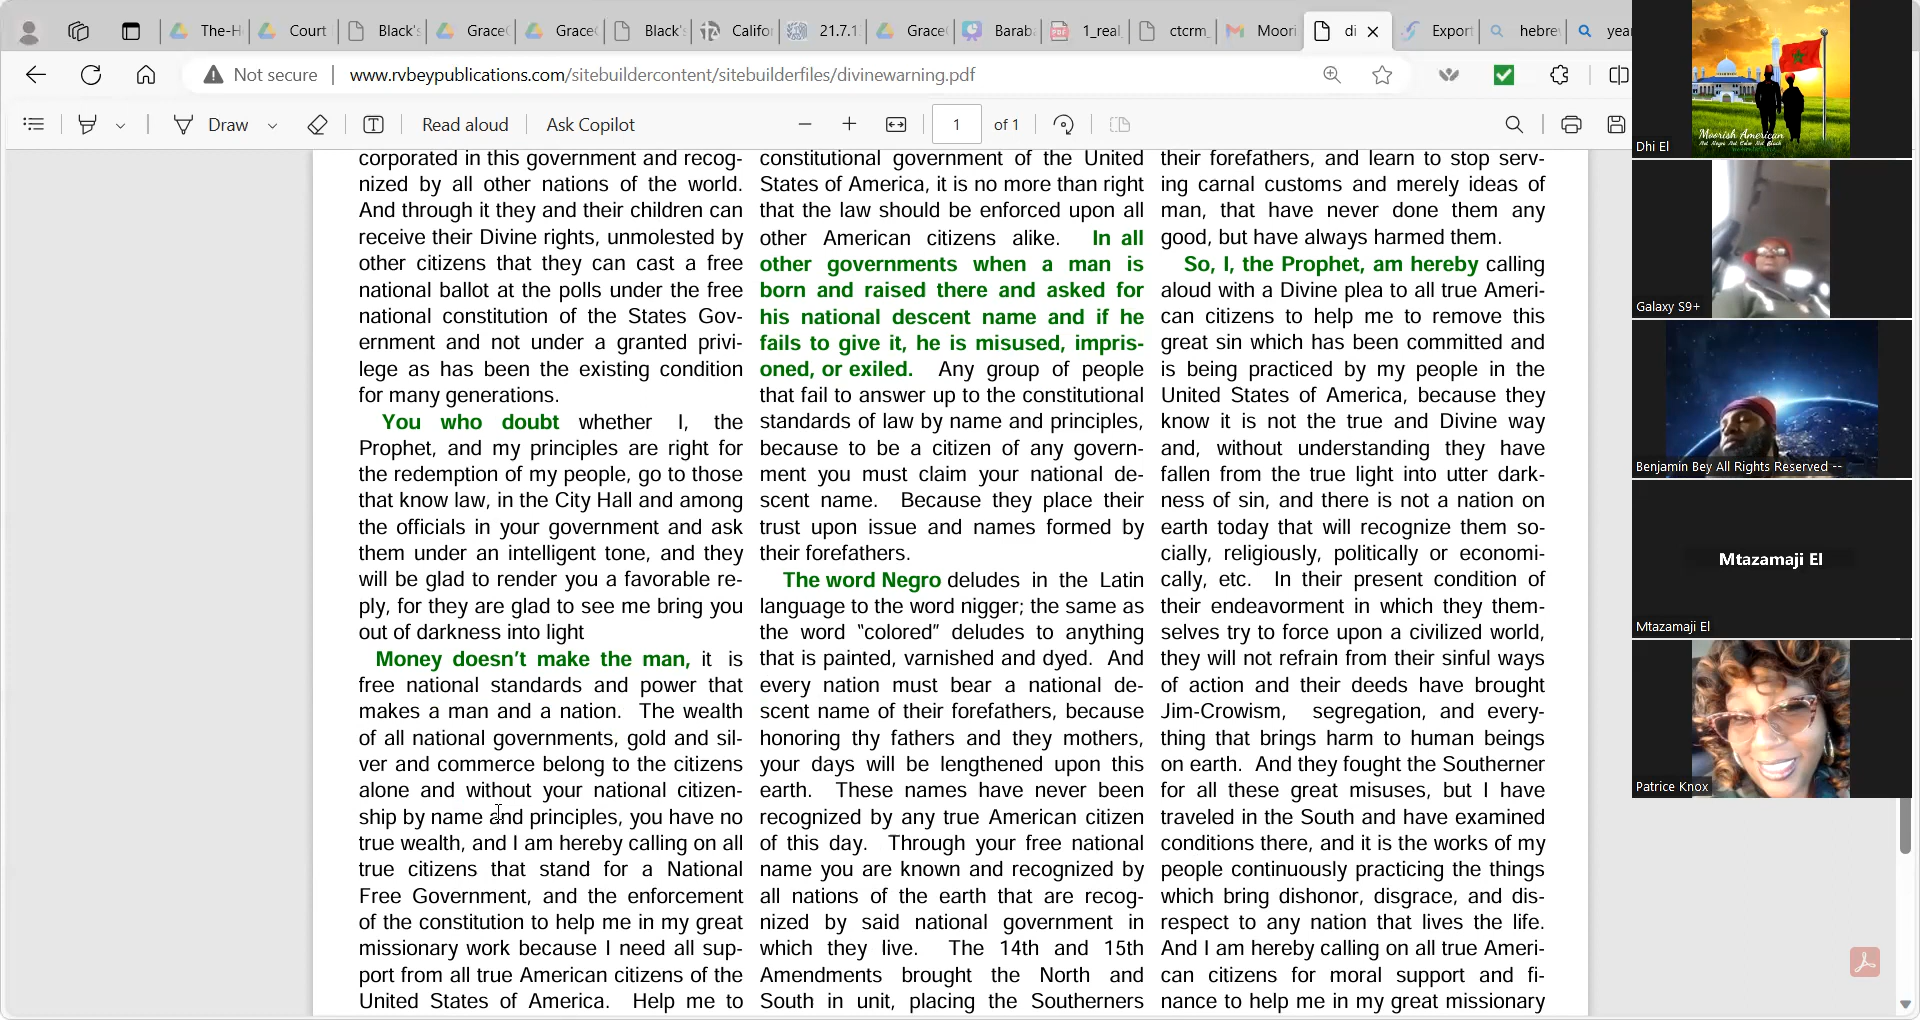 The-H
Court
Black's
Grace
Grace
Black's
Califo
21.7.1
Grace
Barab
1_real
ctcrm_
Moori
di
Export
hebre
year
Not secure
www.rvbeypublications.com/sitebuildercontent/sitebuilderfiles/divinewarning.pdf
Draw
Read aloud
Ask Copilot
1
of 1
corporated in this government and recog-
nized by all other nations of the world.
And through it they and their children can
receive their Divine rights, unmolested by
other citizens that they can cast a free
national ballot at the polls under the free
national constitution of the States Gov-
ernment and not under a granted privi-
lege as has been the existing condition
for many generations.
You who doubt whether I, the
Prophet, and my principles are right for
the redemption of my people, go to those
that know law, in the City Hall and among
the officials in your government and ask
them under an intelligent tone, and they
will be glad to render you a favorable re-
ply, for they are glad to see me bring you
out of darkness into light
Money doesn't make the man, it is
free national standards and power that
makes a man and a nation. The wealth
of all national governments, gold and sil-
ver and commerce belong to the citizens
alone and without your national citizen-
ship by name and principles, you have no
true wealth, and I am hereby calling on all
true citizens that stand for a National
Free Government, and the enforcement
of the constitution to help me in my great
missionary work because I need all sup-
port from all true American citizens of the
United States of America. Help me to
constitutional government of the United
States of America, it is no more than right
that the law should be enforced upon all
other American citizens alike. In all
other governments when a man is
born and raised there and asked for
his national descent name and if he
fails to give it, he is misused, impris-
oned, or exiled. Any group of people
that fail to answer up to the constitutional
standards of law by name and principles,
because to be a citizen of any govern-
ment you must claim your national de-
scent name. Because they place their
trust upon issue and names formed by
their forefathers.
The word Negro deludes in the Latin
language to the word nigger; the same as
the word "colored" deludes to anything
that is painted, varnished and dyed. And
every nation must bear a national de-
scent name of their forefathers, because
honoring thy fathers and they mothers,
your days will be lengthened upon this
earth. These names have never been
recognized by any true American citizen
of this day. Through your free national
name you are known and recognized by
all nations of the earth that are recog-
nized by said national government in
which they live. The 14th and 15th
Amendments brought the North and
South in unit, placing the Southerners
their forefathers, and learn to stop serv-
ing carnal customs and merely ideas of
man, that have never done them any
good, but have always harmed them.
So, I, the Prophet, am hereby calling
aloud with a Divine plea to all true Ameri-
can citizens to help me to remove this
great sin which has been committed and
is being practiced by my people in the
United States of America, because they
know it is not the true and Divine way
and, without understanding they have
fallen from the true light into utter dark-
ness of sin, and there is not a nation on
earth today that will recognize them so-
cially, religiously, politically or economi-
cally, etc. In their present condition of
their endeavorment in which they them-
selves try to force upon a civilized world,
they will not refrain from their sinful ways
of action and their deeds have brought
Jim-Crowism, segregation, and every-
thing that brings harm to human beings
on earth. And they fought the Southerner
for all these great misuses, but I have
traveled in the South and have examined
conditions there, and it is the works of my
people continuously practicing the things
which bring dishonor, disgrace, and dis-
respect to any nation that lives the life.
And I am hereby calling on all true Ameri-
can citizens for moral support and fi-
nance to help me in my great missionary
Moorish American
Not Negro Not Color Not Black
Dhi El
Galaxy S9+
Benjamin Bey All Rights Reserved --
Mtazamaji El
Mtazamaji El
Patrice Knox